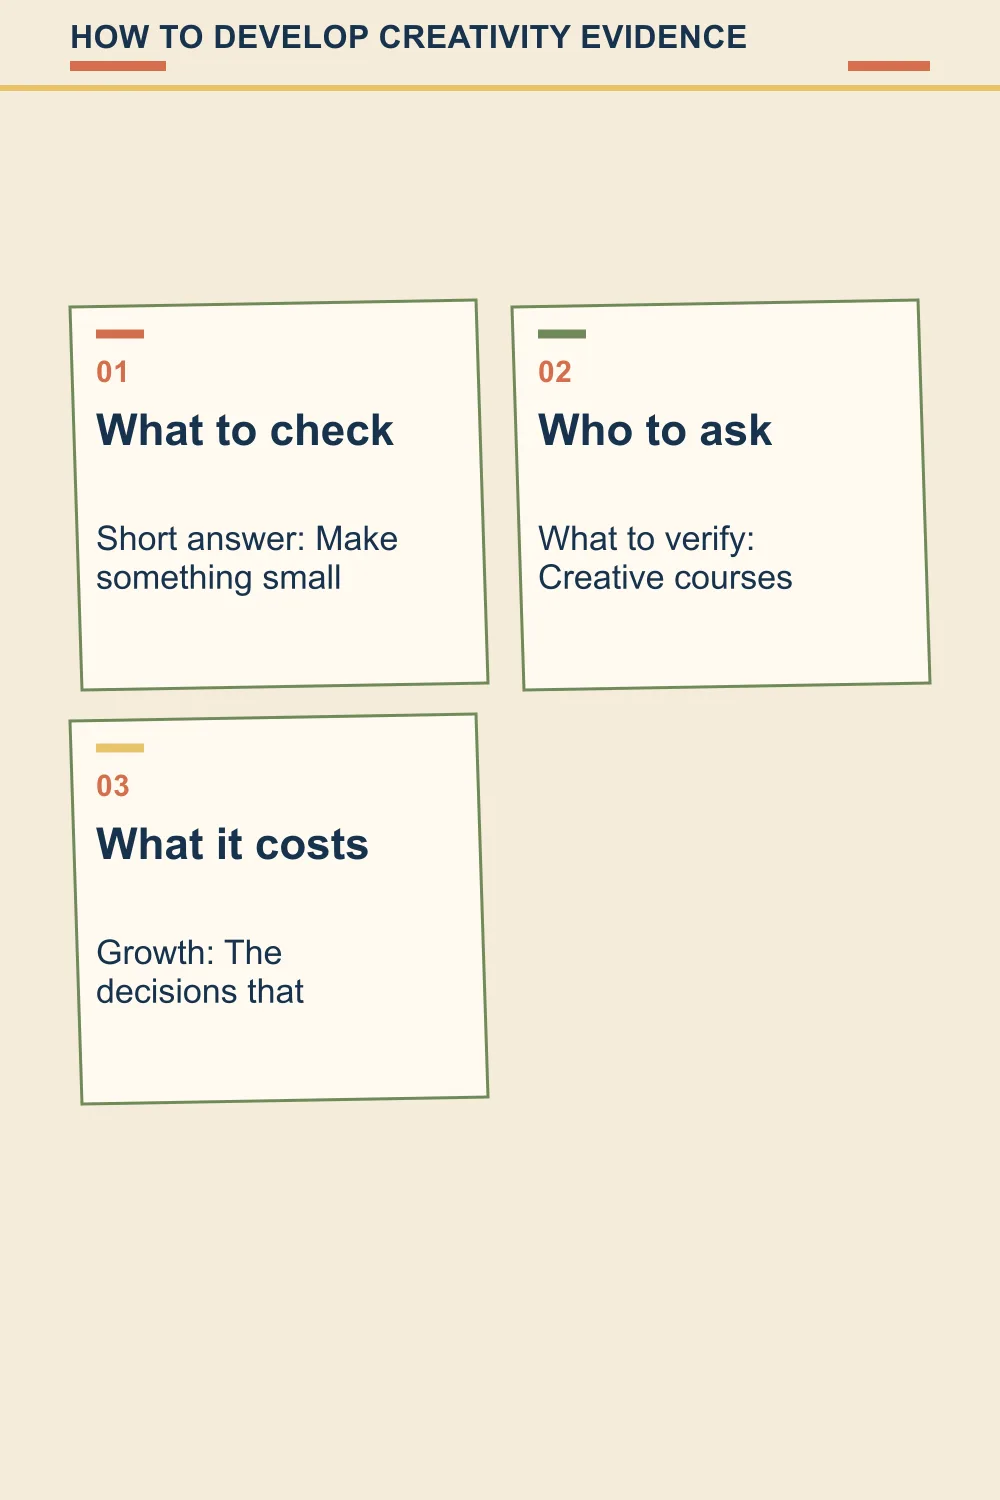 HOW TO DEVELOP CREATIVITY EVIDENCE
01
What to check
Short answer: Make
something small
02
Who to ask
What to verify:
Creative courses
03
What it costs
Growth: The
decisions that